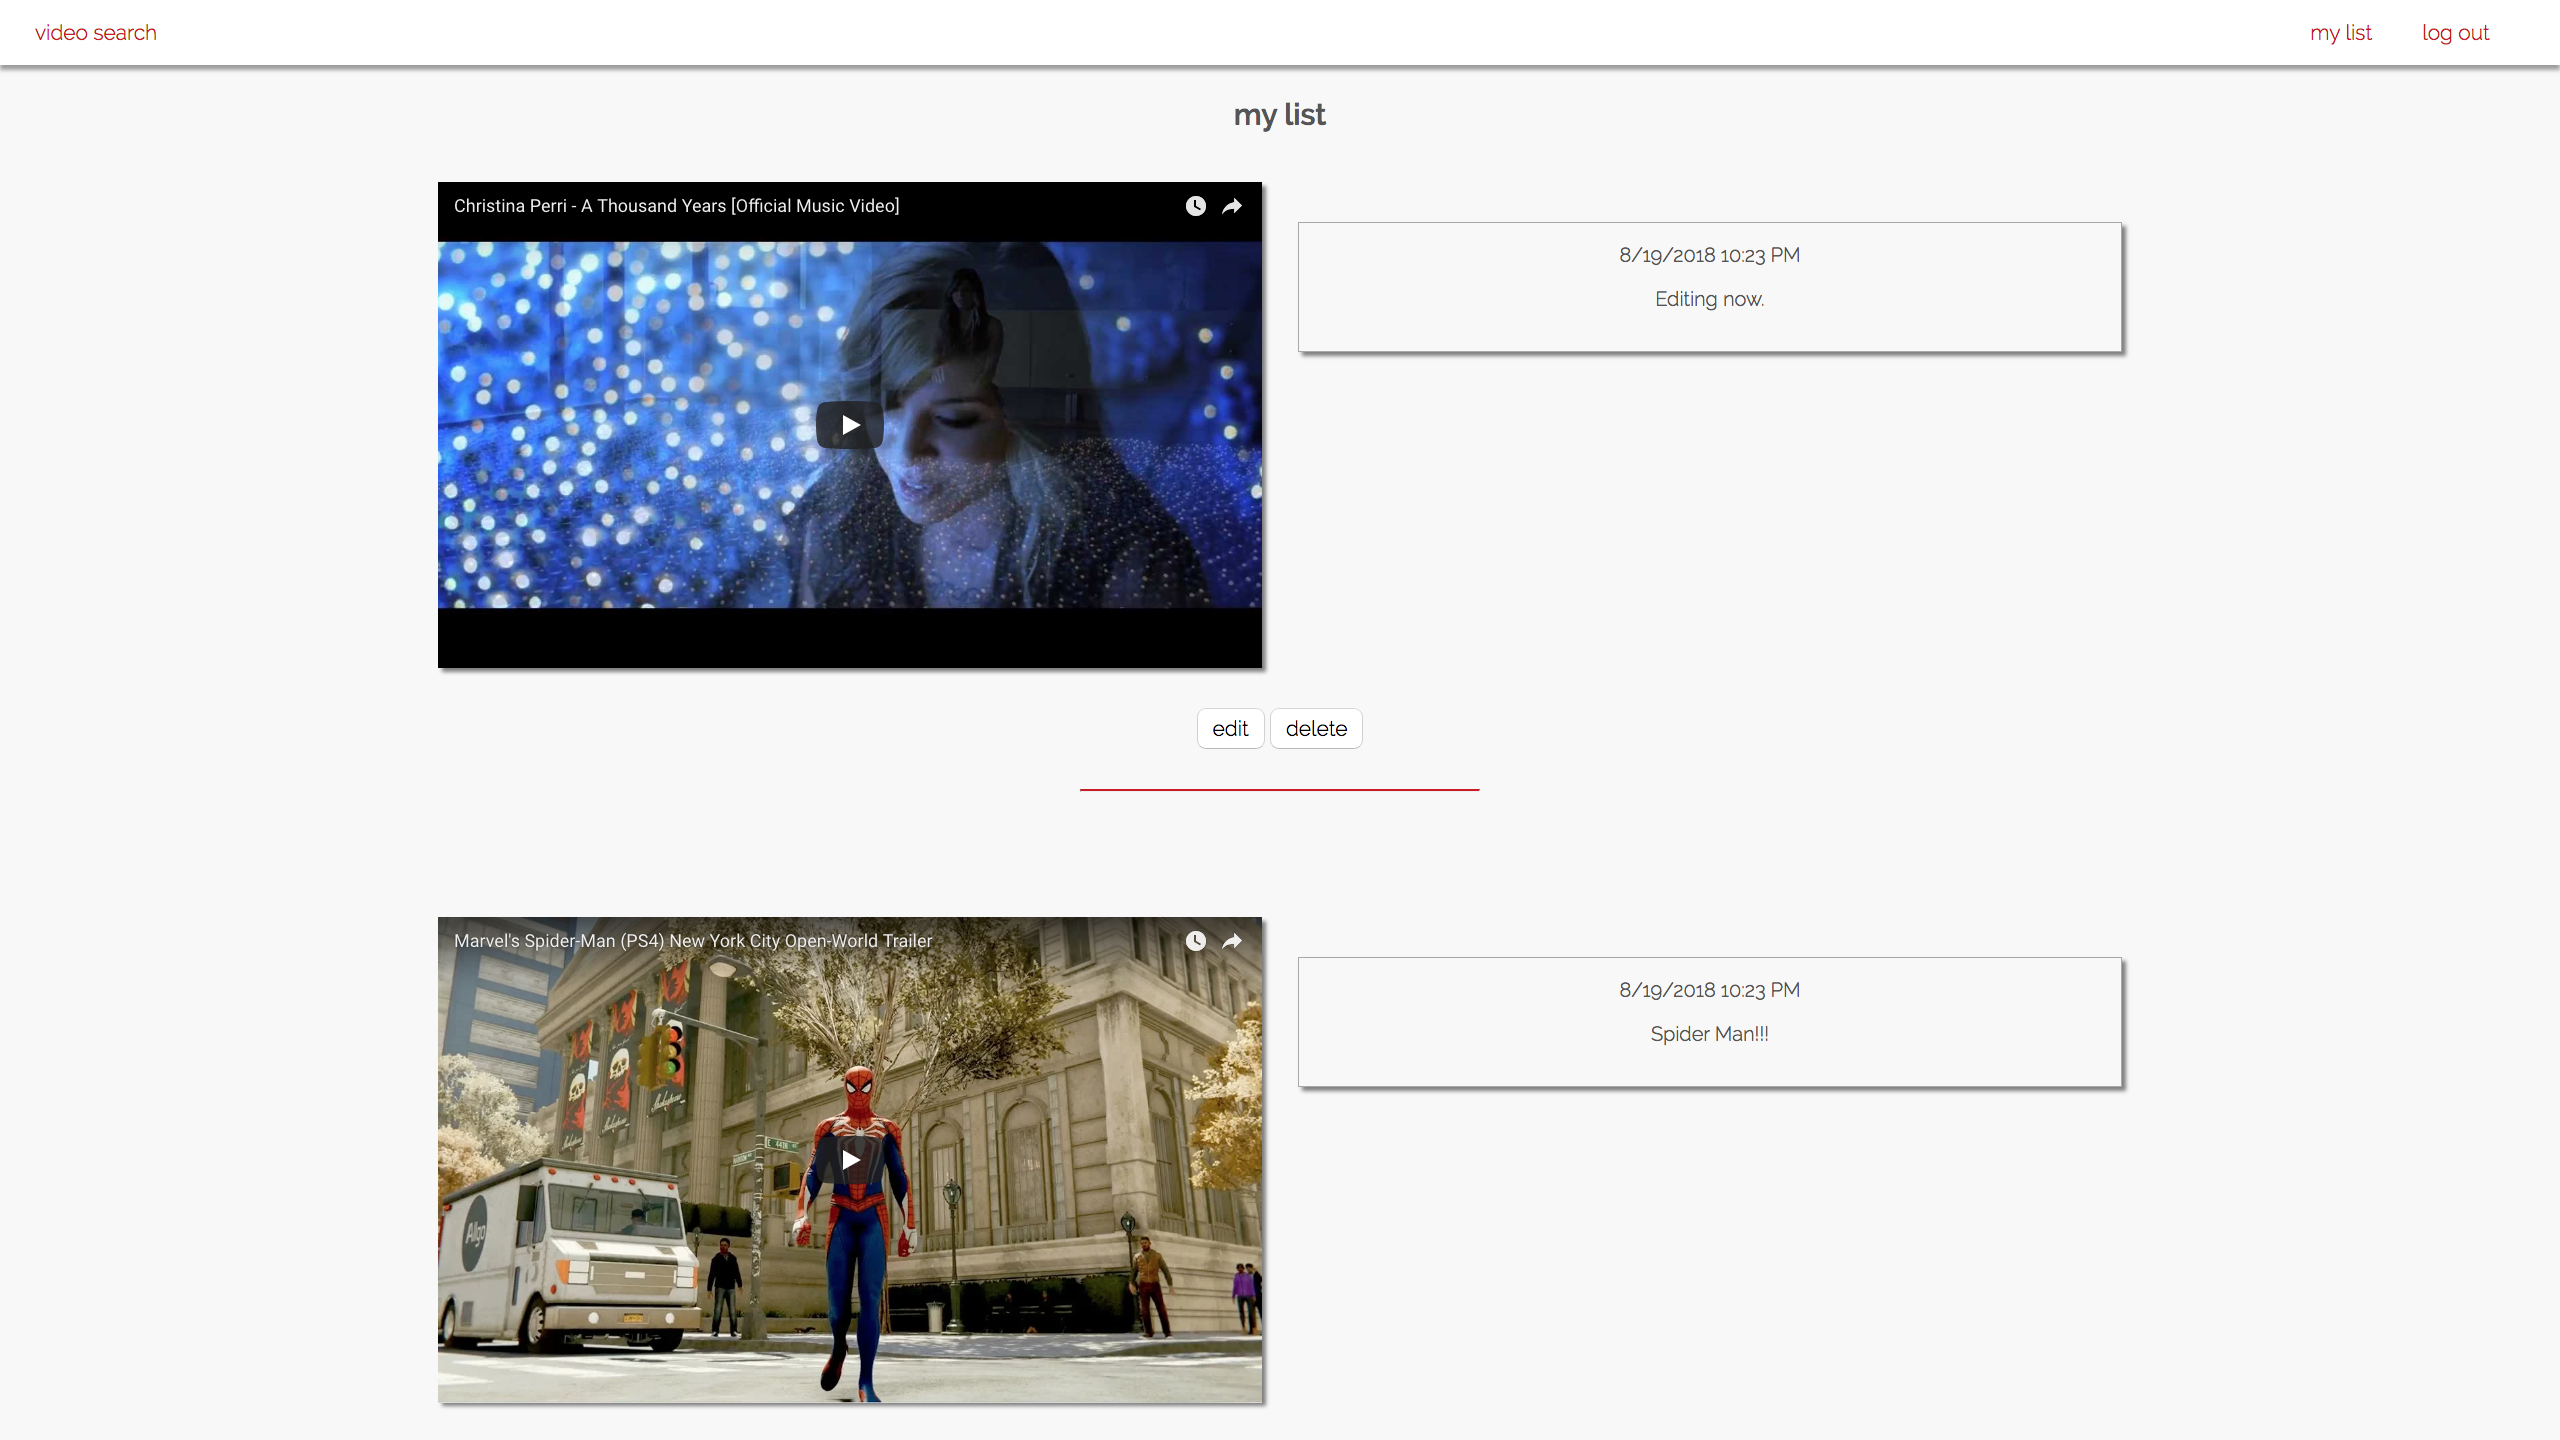 video search
my list
log out
my list
Christina Perri - A Thousand Years [Official Music Video]
8/19/2018 10:23 PM
Editing now.
edit
delete
Marvel's Spider-Man (PS4) New York City Open-World Trailer
8/19/2018 10:23 PM
Spider Man!!!
E 44TH
Allgo